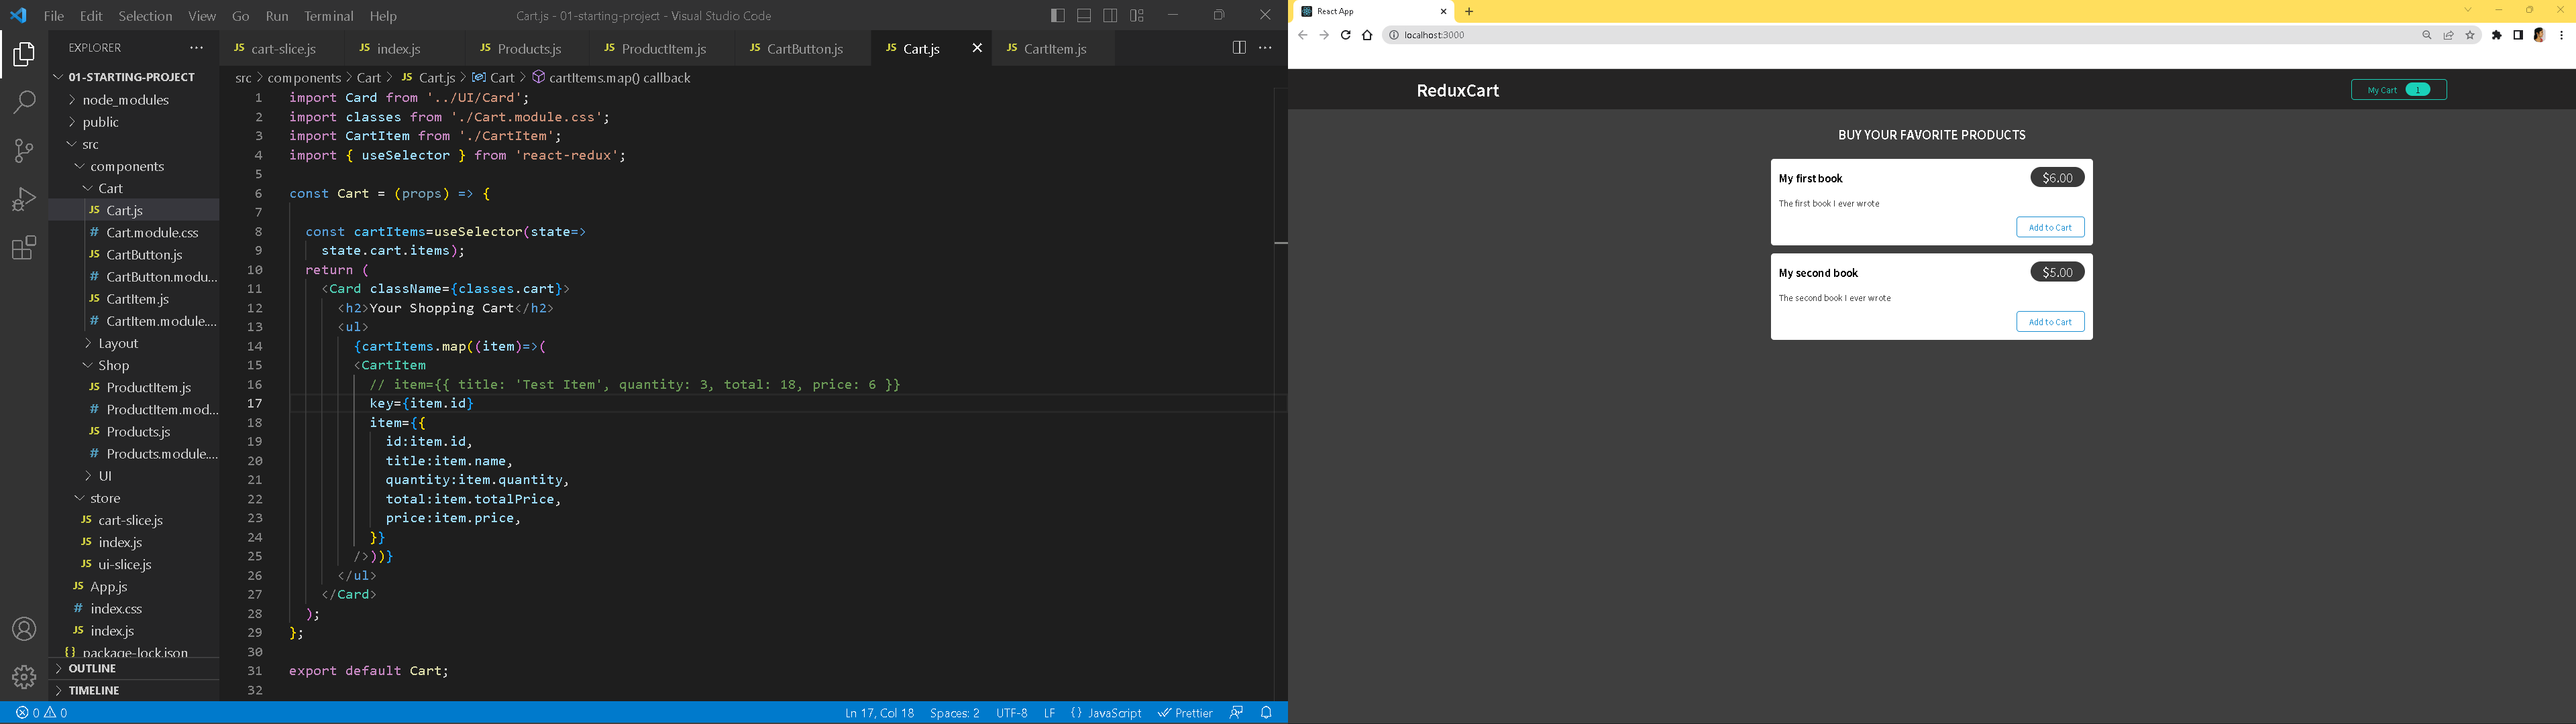 File Edit Selection View Go Run Terminal Help
Cart.js - 01-starting-project - Visual Studio Code
EXPLORER
01-STARTING-PROJECT
node_modules
public
src
components
Cart
JS Cart.js
# Cart.module.css
JS CartButton.js
# CartButton.modu...
JS CartItem.js
# CartItem.module....
Layout
Shop
JS ProductItem.js
# ProductItem.mod...
JS Products.js
# Products.module....
UI
store
JS cart-slice.js
JS index.js
JS ui-slice.js
JS App.js
# index.css
JS index.js
{} package-lock.json
OUTLINE
TIMELINE
JS cart-slice.js JS index.js JS Products.js JS ProductItem.js JS CartButton.js JS Cart.js JS CartItem.js
src > components > Cart > JS Cart.js > Cart > cartItems.map() callback
1 import Card from '../UI/Card';
2 import classes from './Cart.module.css';
3 import CartItem from './CartItem';
4 import { useSelector } from 'react-redux';
5
6 const Cart = (props) => {
7
8 const cartItems=useSelector(state=>
9 state.cart.items);
10 return (
11 <Card className={classes.cart}>
12 <h2>Your Shopping Cart</h2>
13 <ul>
14 {cartItems.map((item)=>(
15 <CartItem
16 // item={{ title: 'Test Item', quantity: 3, total: 18, price: 6 }}
17 key={item.id}
18 item={{
19 id:item.id,
20 title:item.name,
21 quantity:item.quantity,
22 total:item.totalPrice,
23 price:item.price,
24 }}
25 />))}
26 </ul>
27 </Card>
28 );
29 };
30
31 export default Cart;
32
0 0
Ln 17, Col 18 Spaces: 2 UTF-8 LF {} JavaScript Prettier
React App
localhost:3000
ReduxCart
My Cart 1
BUY YOUR FAVORITE PRODUCTS
My first book
$6.00
The first book I ever wrote
Add to Cart
My second book
$5.00
The second book I ever wrote
Add to Cart